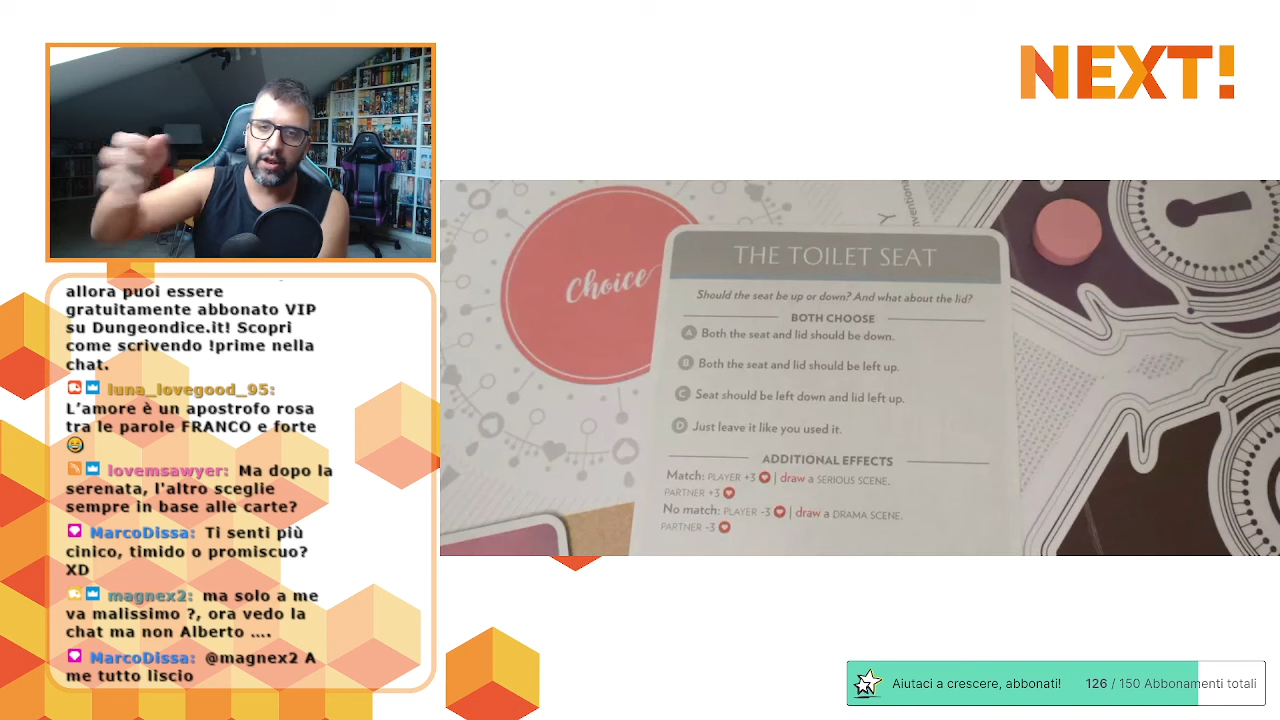 NEXT!
allora puoi essere
gratuitamente abbonato VIP
su Dungeondice.it! Scopri
come scrivendo !prime nella
chat.
luna_lovegood_95:
L'amore è un apostrofo rosa
tra le parole FRANCO e forte
lovemsawyer: Ma dopo la
serenata, l'altro sceglie
sempre in base alle carte?
MarcoDissa: Ti senti più
cinico, timido o promiscuo?
XD
magnex2: ma solo a me
va malissimo ?, ora vedo la
chat ma non Alberto ....
MarcoDissa: @magnex2 A
me tutto liscio
Choice
THE TOILET SEAT
Should the seat be up or down? And what about the lid?
BOTH CHOOSE
A Both the seat and lid should be down.
B Both the seat and lid should be left up.
C Seat should be left down and lid left up.
D Just leave it like you used it.
ADDITIONAL EFFECTS
Match: PLAYER +3 | draw a SERIOUS SCENE.
PARTNER +3
No match: PLAYER -3 | draw a DRAMA SCENE.
PARTNER -3
Aiutaci a crescere, abbonati! 126 / 150 Abbonamenti totali